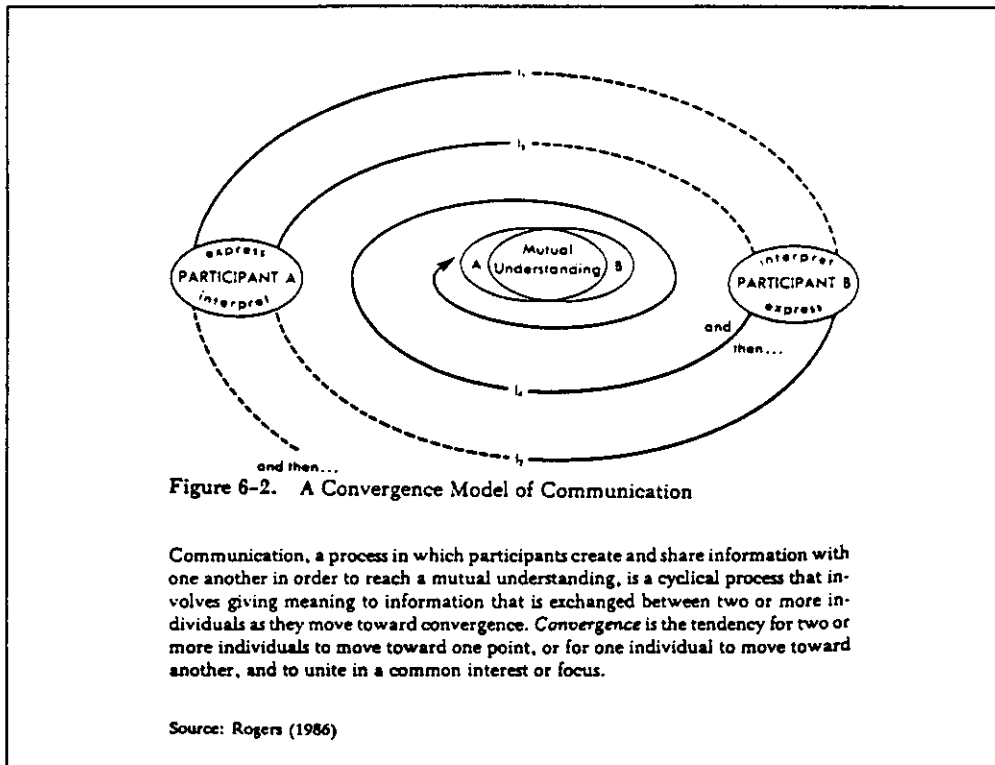 express
PARTICIPANT A
interpret
A
Mutual
Understanding
B
interpret
PARTICIPANT B
express
and
then...
and then...
Figure 6-2. A Convergence Model of Communication
Communication, a process in which participants create and share information with
one another in order to reach a mutual understanding, is a cyclical process that in-
volves giving meaning to information that is exchanged between two or more in-
dividuals as they move toward convergence. Convergence is the tendency for two or
more individuals to move toward one point, or for one individual to move toward
another, and to unite in a common interest or focus.
Source: Rogers (1986)